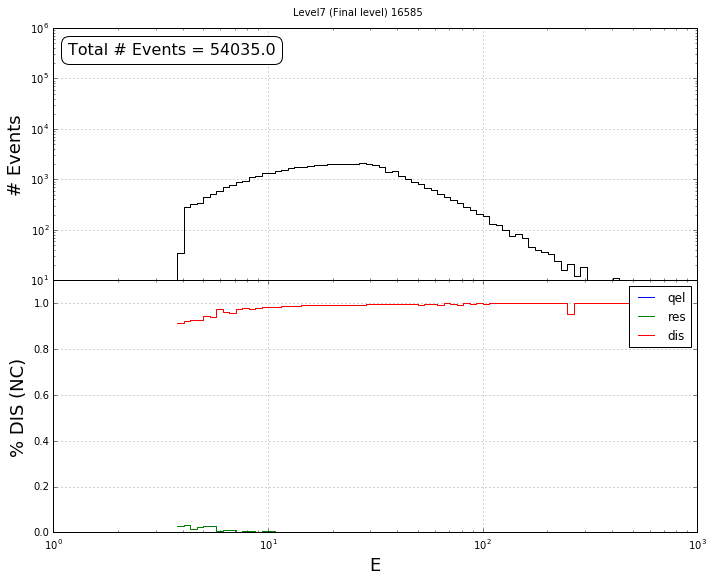 Level7 (Final level) 16585
10^6
Total # Events = 54035.0
10^5
10^4
10^3
10^2
10^1
# Events
qel
res
dis
1.0
0.8
0.6
0.4
0.2
0.0
% DIS (NC)
10^0
10^1
10^2
10^3
E